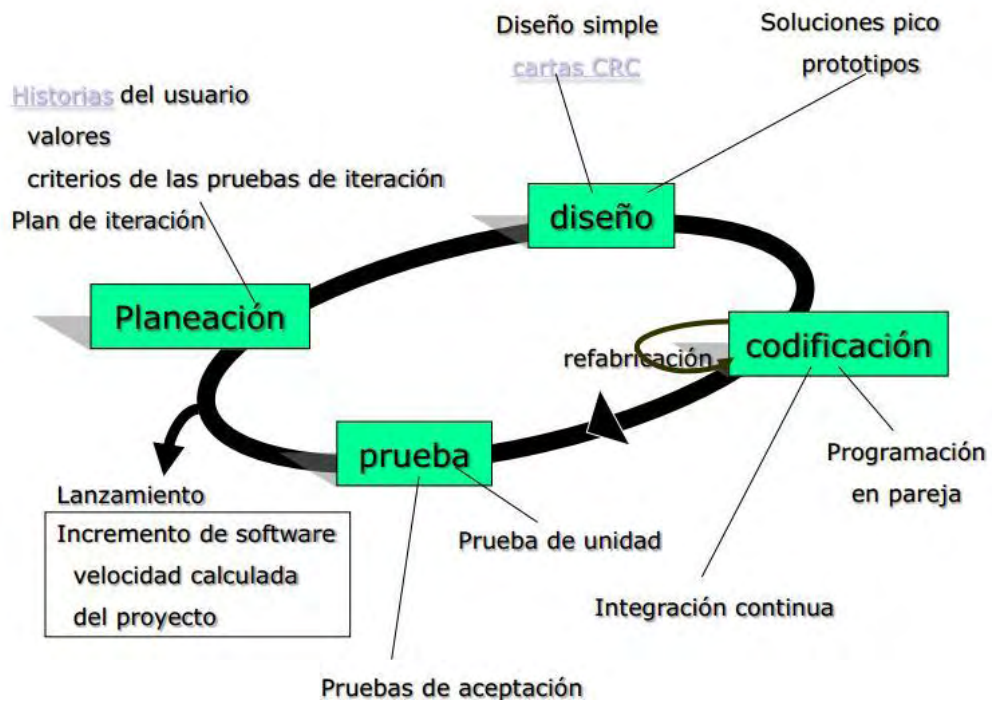 Diseño simple
cartas CRC
Soluciones pico
prototipos
Historias del usuario
valores
criterios de las pruebas de iteración
Plan de iteración
diseño
Planeación
refabricación
codificación
prueba
Programación
en pareja
Lanzamiento
Incremento de software
velocidad calculada
del proyecto
Prueba de unidad
Integración continua
Pruebas de aceptación